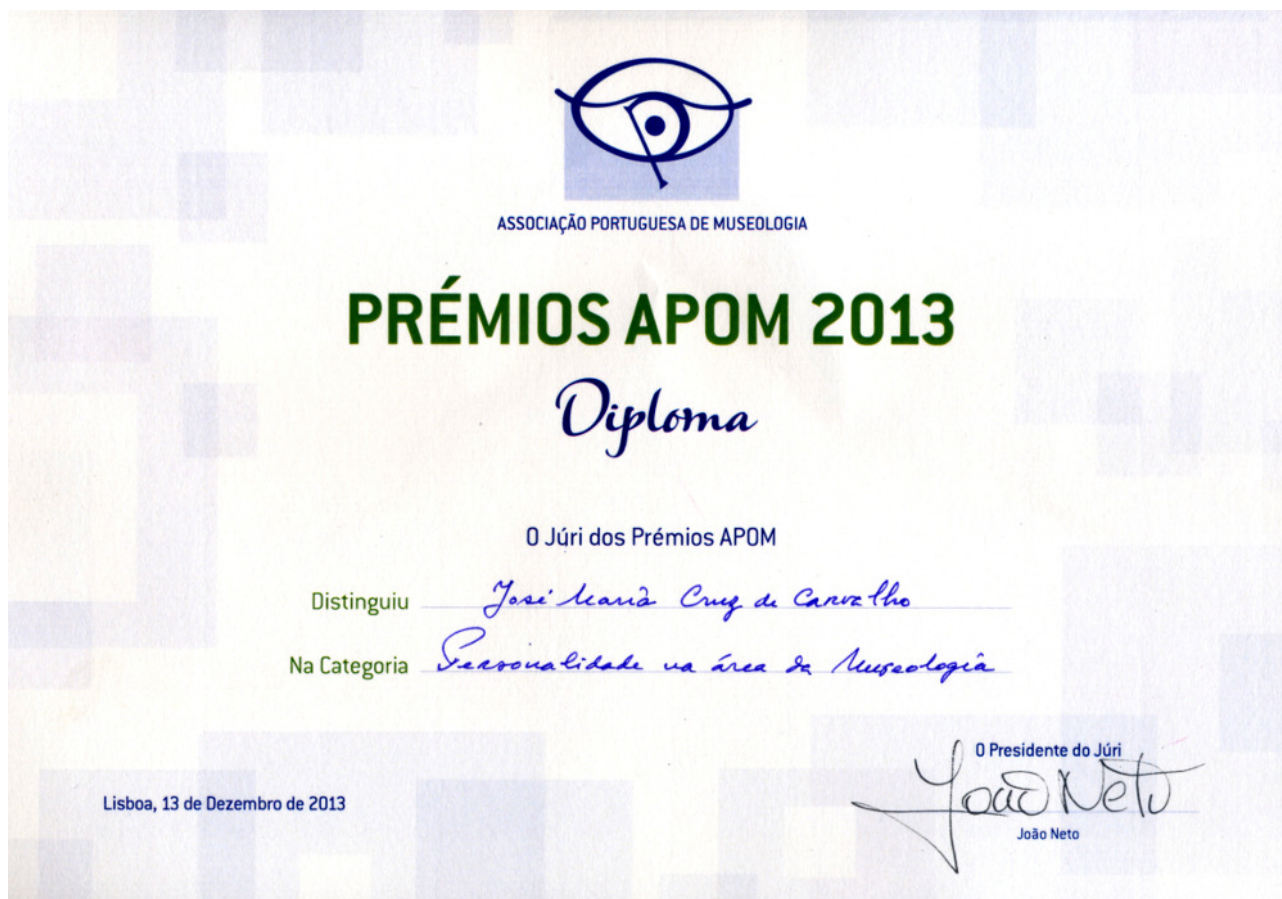 ASSOCIAÇÃO PORTUGUESA DE MUSEOLOGIA
PRÉMIOS APOM 2013
Diploma
O Júri dos Prémios APOM
Distinguiu José Maria Cruz de Carvalho
Na Categoria Personalidade na área da Museologia
O Presidente do Júri
João Neto
Lisboa, 13 de Dezembro de 2013
João Neto